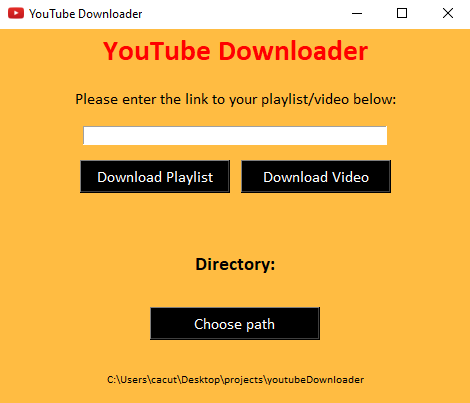 YouTube Downloader
YouTube Downloader
Please enter the link to your playlist/video below:
Download Playlist Download Video
Directory:
Choose path
C:\Users\cacut\Desktop\projects\youtubeDownloader